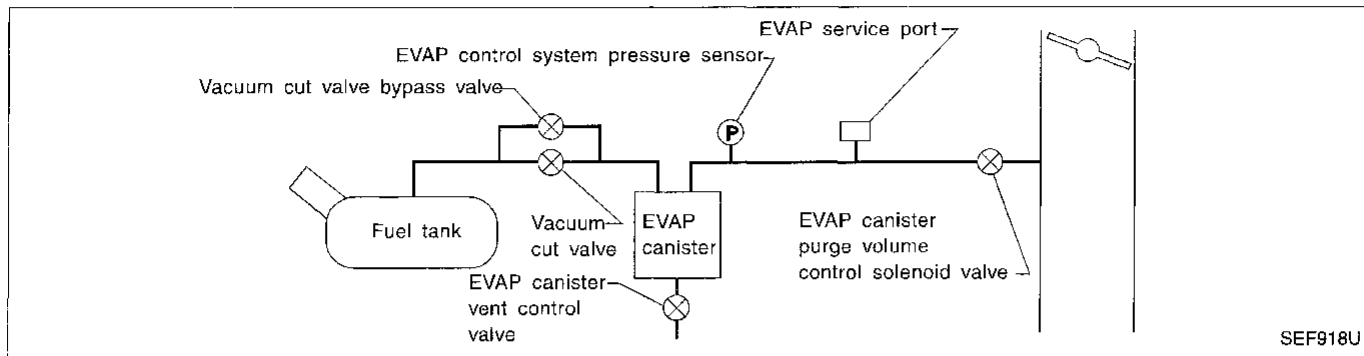 EVAP service port
EVAP control system pressure sensor
Vacuum cut valve bypass valve
P
Fuel tank
Vacuum
cut valve
EVAP
canister
EVAP canister
purge volume
control solenoid valve
EVAP canister
vent control
valve
SEF918U